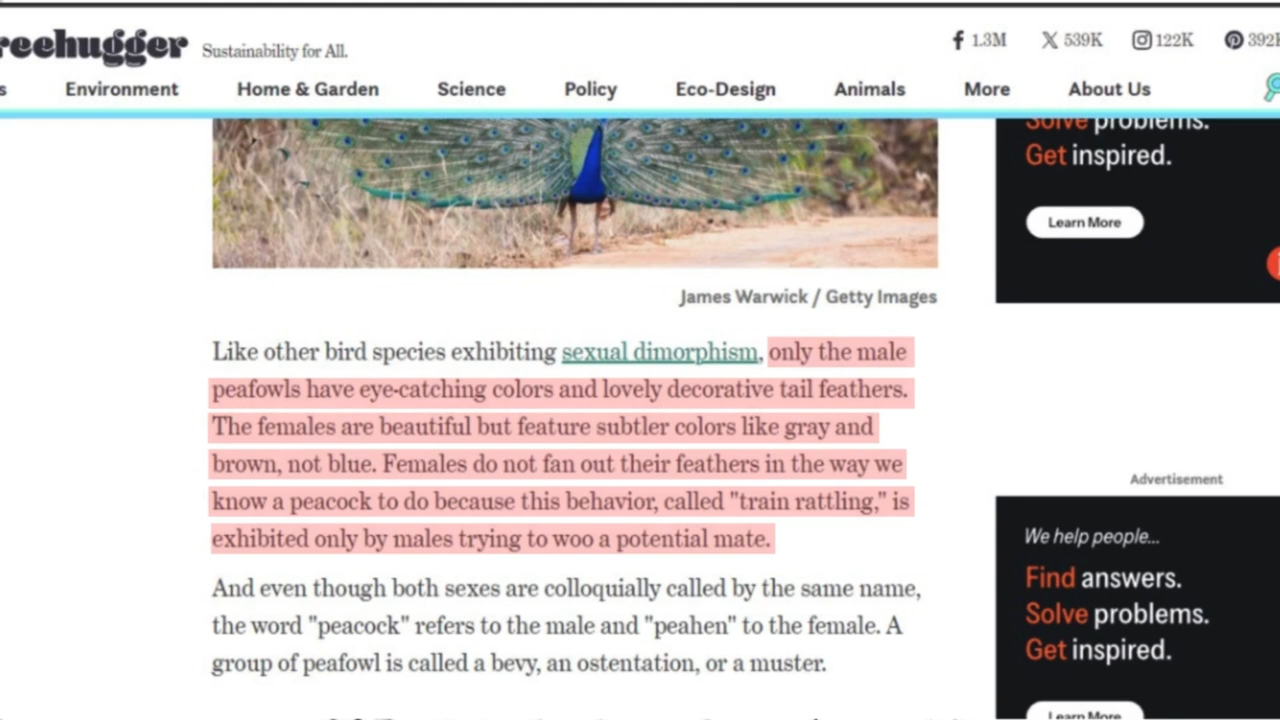 reehugger Sustainability for All.
1.3M 539K 122K 392K
s Environment Home & Garden Science Policy Eco-Design Animals More About Us
Solve problems.
Get inspired.
Learn More
James Warwick / Getty Images
Like other bird species exhibiting sexual dimorphism, only the male
peafowls have eye-catching colors and lovely decorative tail feathers.
The females are beautiful but feature subtler colors like gray and
brown, not blue. Females do not fan out their feathers in the way we
know a peacock to do because this behavior, called "train rattling," is
exhibited only by males trying to woo a potential mate.
And even though both sexes are colloquially called by the same name,
the word "peacock" refers to the male and "peahen" to the female. A
group of peafowl is called a bevy, an ostentation, or a muster.
Advertisement
We help people...
Find answers.
Solve problems.
Get inspired.
Learn More